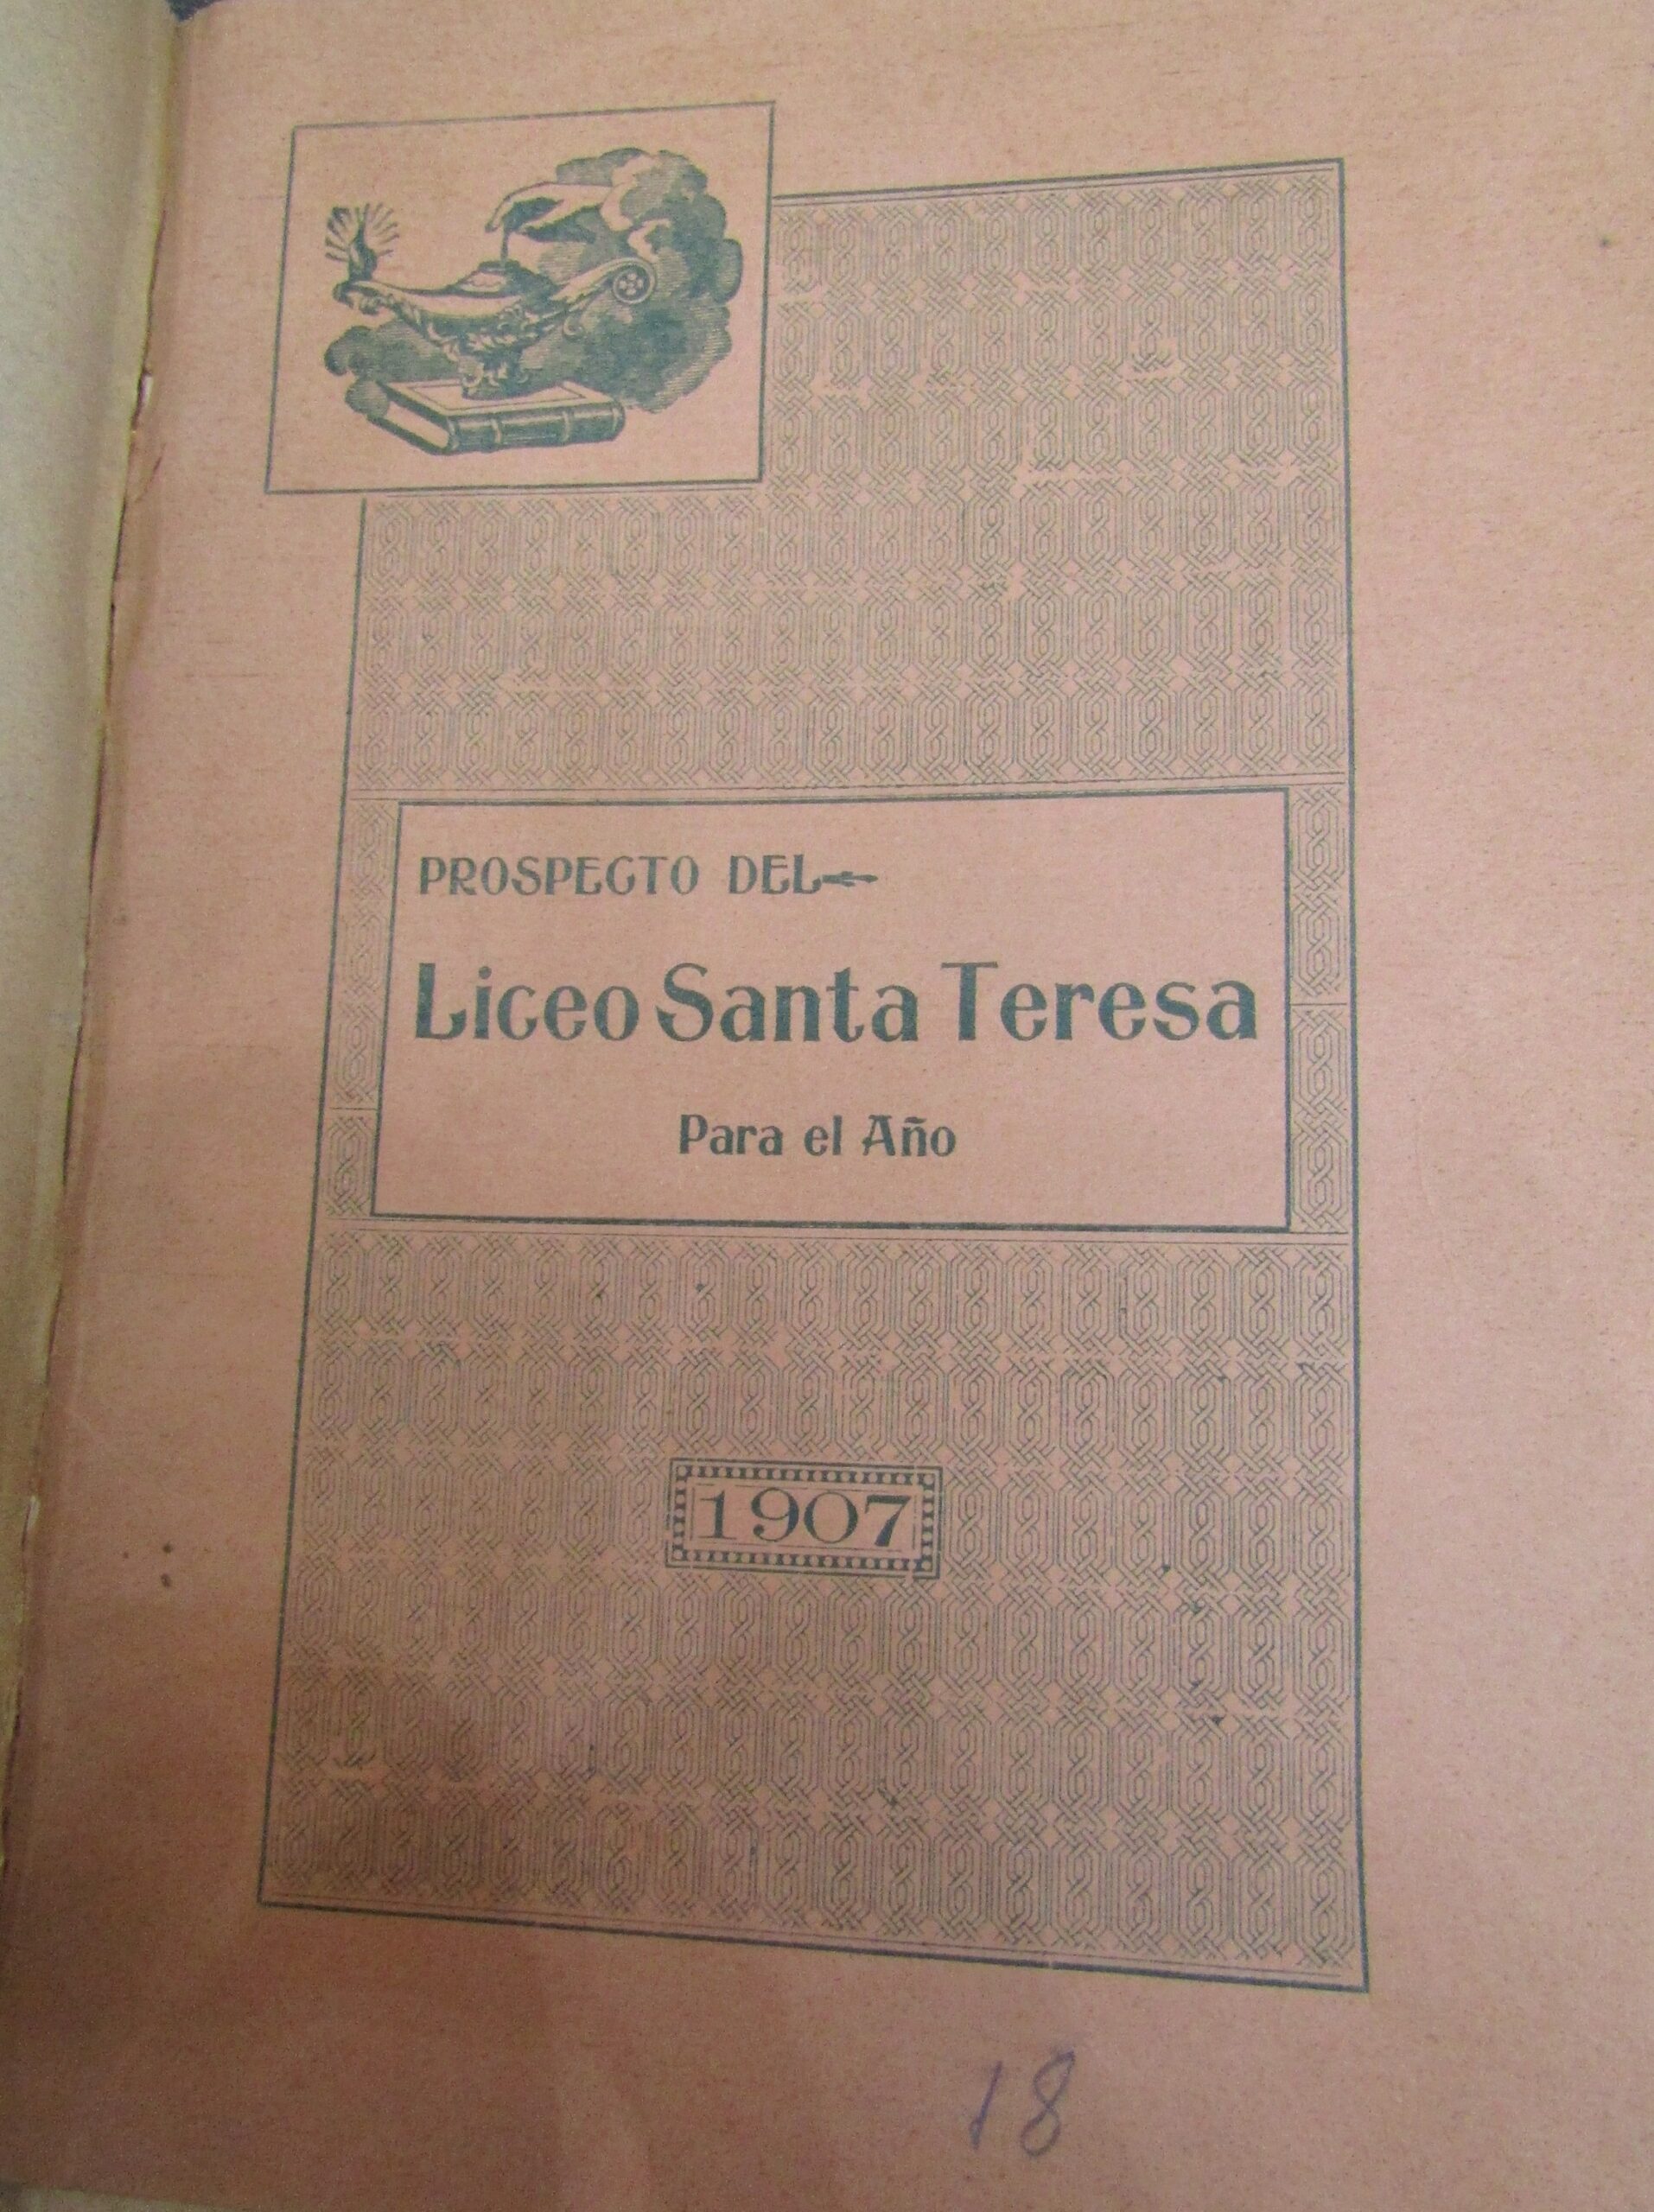 PROSPECTO DEL
Liceo Santa Teresa
Para el Año
1907
18